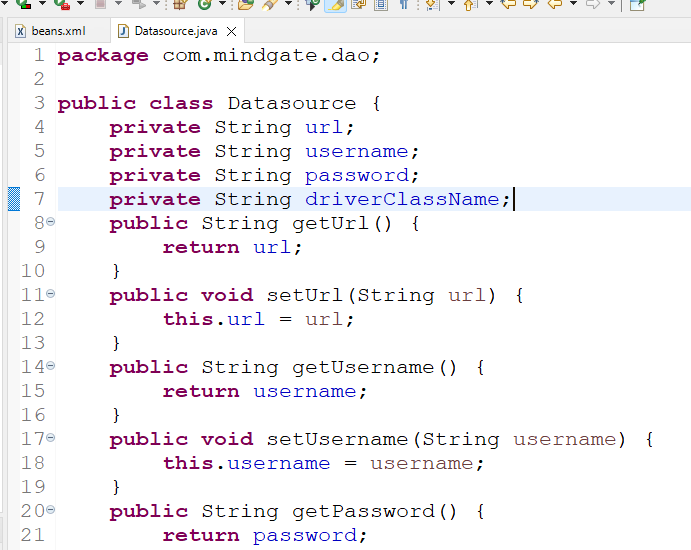 beans.xml
Datasource.java
1 package com.mindgate.dao;
2
3 public class Datasource {
4 private String url;
5 private String username;
6 private String password;
7 private String driverClassName;
8 public String getUrl() {
9 return url;
10 }
11 public void setUrl(String url) {
12 this.url = url;
13 }
14 public String getUsername() {
15 return username;
16 }
17 public void setUsername(String username) {
18 this.username = username;
19 }
20 public String getPassword() {
21 return password;